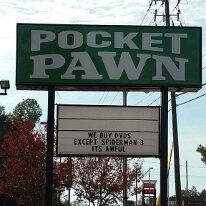 POCKET
PAWN
WE BUY DVDS
EXCEPT SPIDERMAN 3
ITS AWFUL